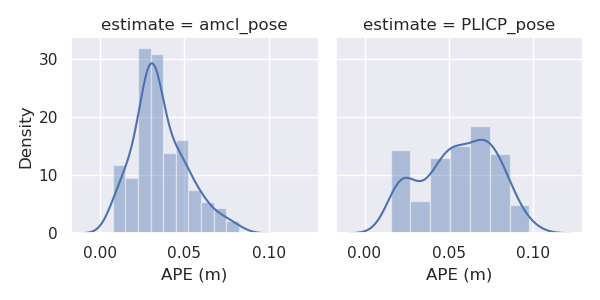 estimate = amcl_pose
estimate = PLICP_pose
30
20
10
0
Density
0.00 0.05 0.10
0.00 0.05 0.10
APE (m)
APE (m)